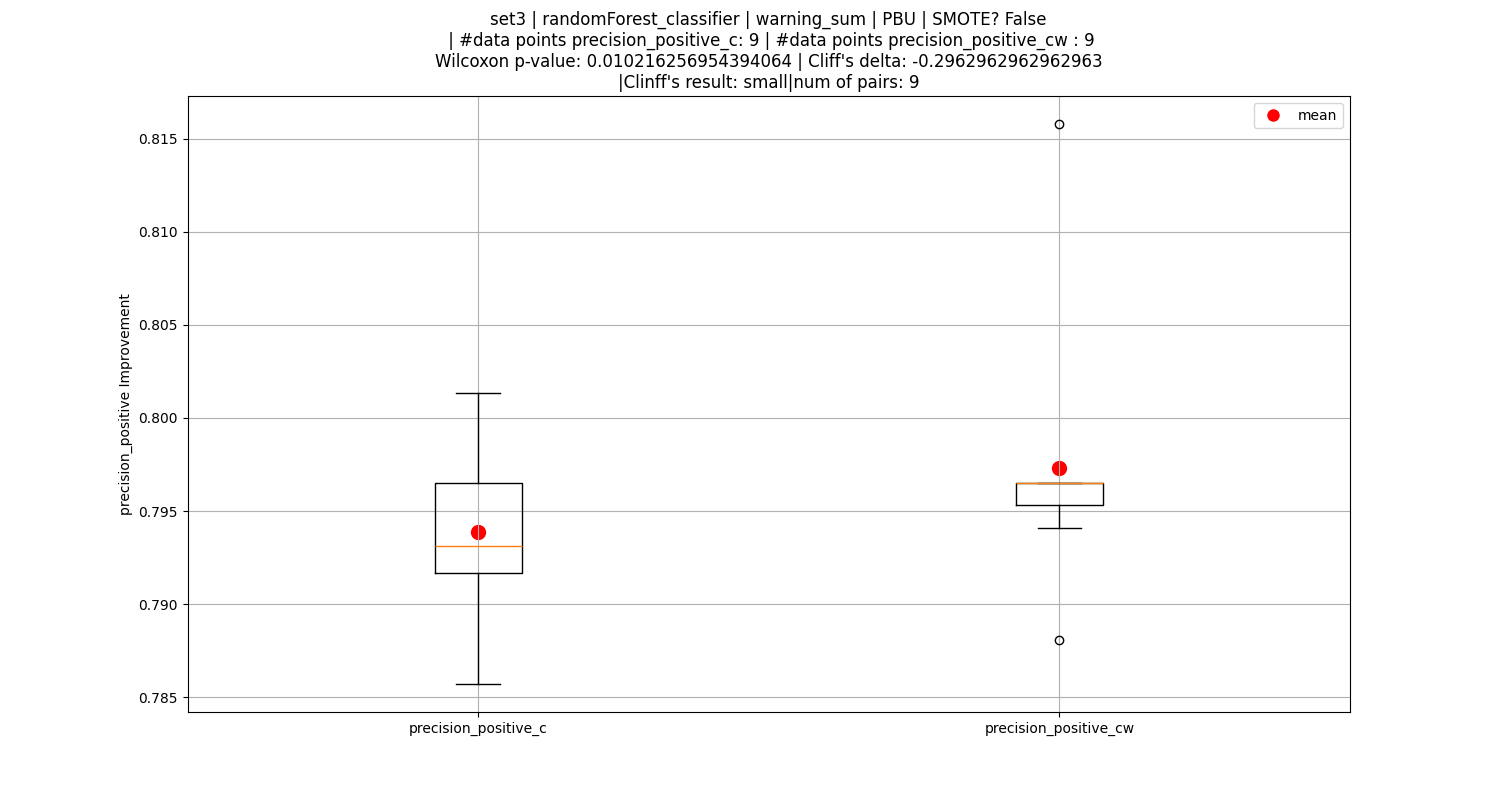 set3 | randomForest_classifier | warning_sum | PBU | SMOTE? False
| #data points precision_positive_c: 9 | #data points precision_positive_cw : 9
Wilcoxon p-value: 0.010216256954394064 | Cliff's delta: -0.2962962962962963
|Clinff's result: small|num of pairs: 9
mean
0.815
0.810
0.805
0.800
0.795
0.790
0.785
precision_positive Improvement
precision_positive_c
precision_positive_cw